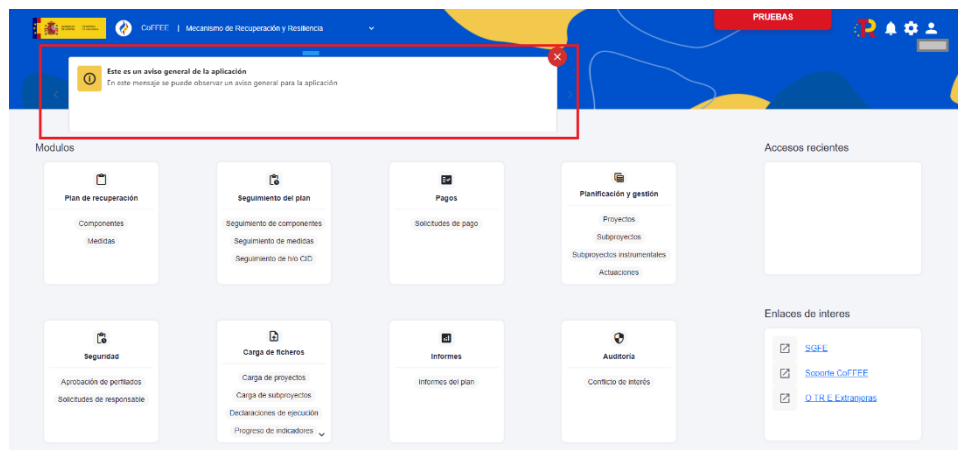 CoFFEE | Mecanismo de Recuperación y Resiliencia
PRUEBAS
Este es un aviso general de la aplicación
En este mensaje se puede observar un aviso general para la aplicación
Modulos
Accesos recientes
Plan de recuperación
Componentes
Medidas
Seguimiento del plan
Seguimiento de componentes
Seguimiento de medidas
Seguimiento de h/o CID
Pagos
Solicitudes de pago
Planificación y gestión
Proyectos
Subproyectos
Subproyectos instrumentales
Actuaciones
Enlaces de interes
SGFE
Soporte CoFFEE
O TR E Extranjeras
Seguridad
Aprobación de perfilados
Solicitudes de responsable
Carga de ficheros
Carga de proyectos
Carga de subproyectos
Declaraciones de ejecución
Progreso de indicadores
Informes
Informes del plan
Auditoría
Conflicto de interés